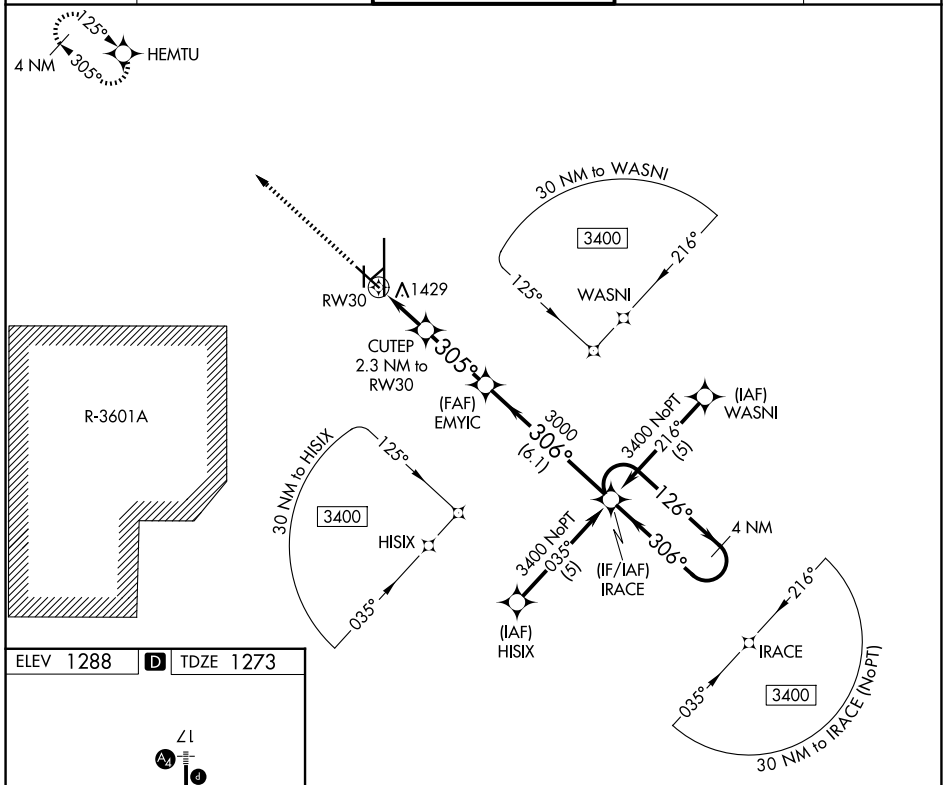 125°
HEMTU
4 NM
305°
30 NM to WASNI
3400
216°
125°
WASNI
RW30
1429
CUTEP
2.3 NM to
RW30
305°
(FAF)
EMYIC
R-3601A
3000
306°
(6.1)
3400 NoPT
216°
(5)
(IAF)
WASNI
30 NM to HISIX
125°
3400
HISIX
035°
126°
4 NM
306°
3400 NoPT
035°
(5)
(IF/IAF)
IRACE
(IAF)
HISIX
216°
IRACE
035°
3400
30 NM to IRACE (NoPT)
ELEV 1288
D
TDZE 1273
17
A4
P